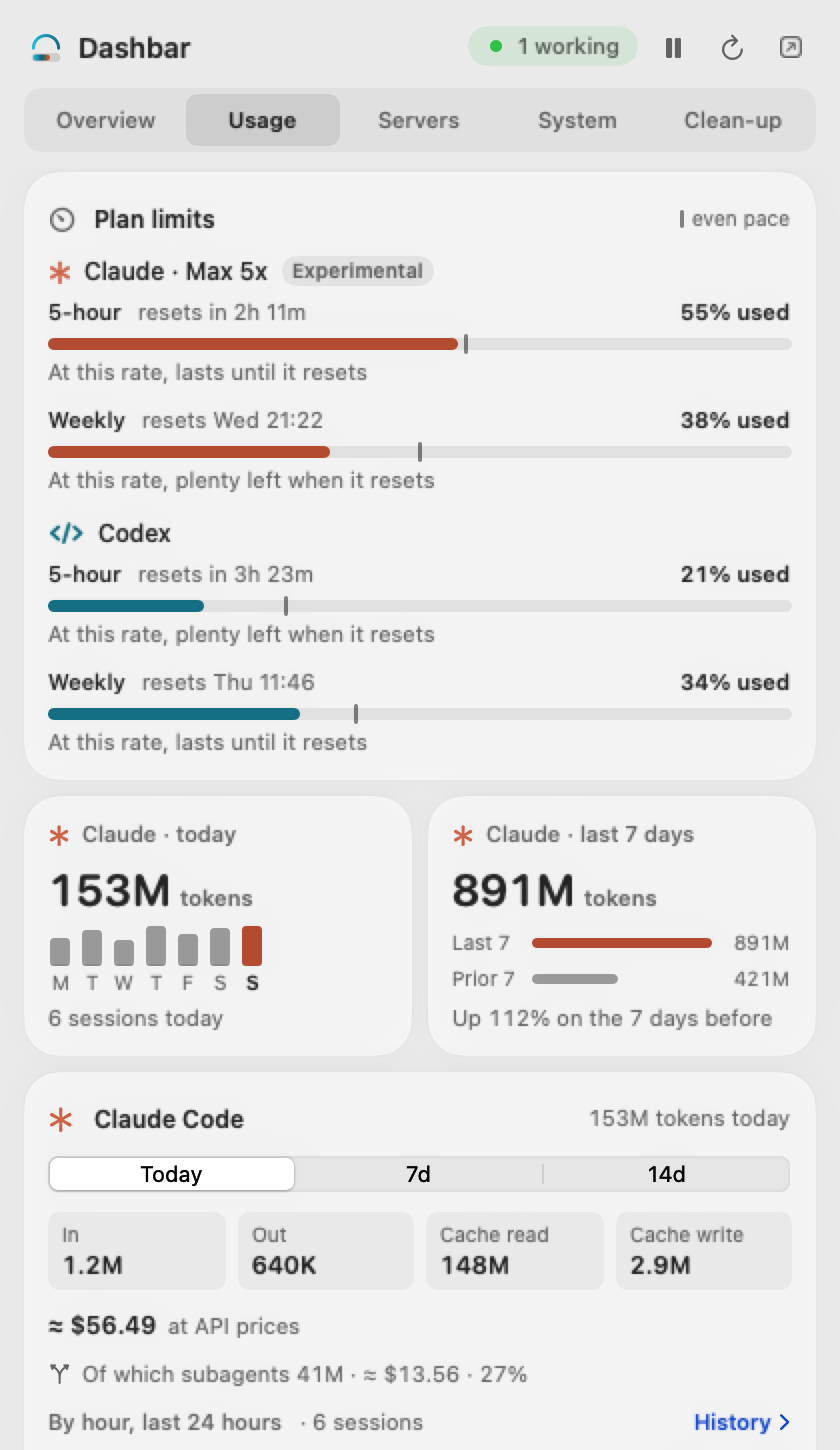 Dashbar
1 working
Overview Usage Servers System Clean-up
Plan limits
even pace
Claude · Max 5x Experimental
5-hour resets in 2h 11m 55% used
At this rate, lasts until it resets
Weekly resets Wed 21:22 38% used
At this rate, plenty left when it resets
Codex
5-hour resets in 3h 23m 21% used
At this rate, plenty left when it resets
Weekly resets Thu 11:46 34% used
At this rate, lasts until it resets
Claude · today
153M tokens
M T W T F S S
6 sessions today
Claude · last 7 days
891M tokens
Last 7 891M
Prior 7 421M
Up 112% on the 7 days before
Claude Code 153M tokens today
Today 7d 14d
In
1.2M
Out
640K
Cache read
148M
Cache write
2.9M
≈ $56.49 at API prices
Of which subagents 41M · ≈ $13.56 · 27%
By hour, last 24 hours · 6 sessions History